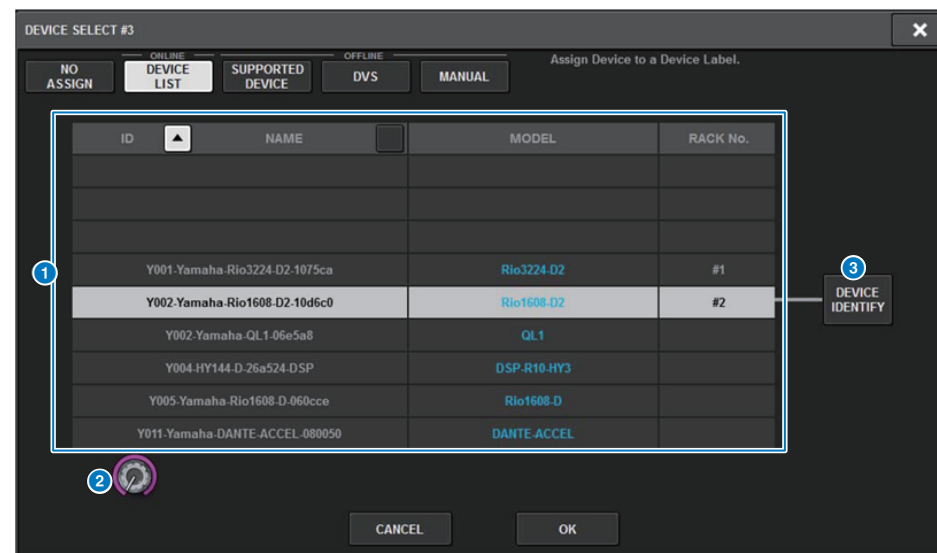 DEVICE SELECT #3
ONLINE OFFLINE
NO ASSIGN
DEVICE LIST
SUPPORTED DEVICE
DVS
MANUAL
Assign Device to a Device Label.
ID ▲ NAME MODEL RACK No.
1
Y001-Yamaha-Rio3224-D2-1075ca Rio3224-D2 #1
3
Y002-Yamaha-Rio1608-D2-10d6c0 Rio1608-D2 #2
DEVICE IDENTIFY
Y002-Yamaha-QL1-06e5a8 QL1
Y004-HY144-D-26a524-DSP DSP-R10-HY3
Y005-Yamaha-Rio1608-D-060cce Rio1608-D
Y011-Yamaha-DANTE-ACCEL-080050 DANTE-ACCEL
2
CANCEL OK